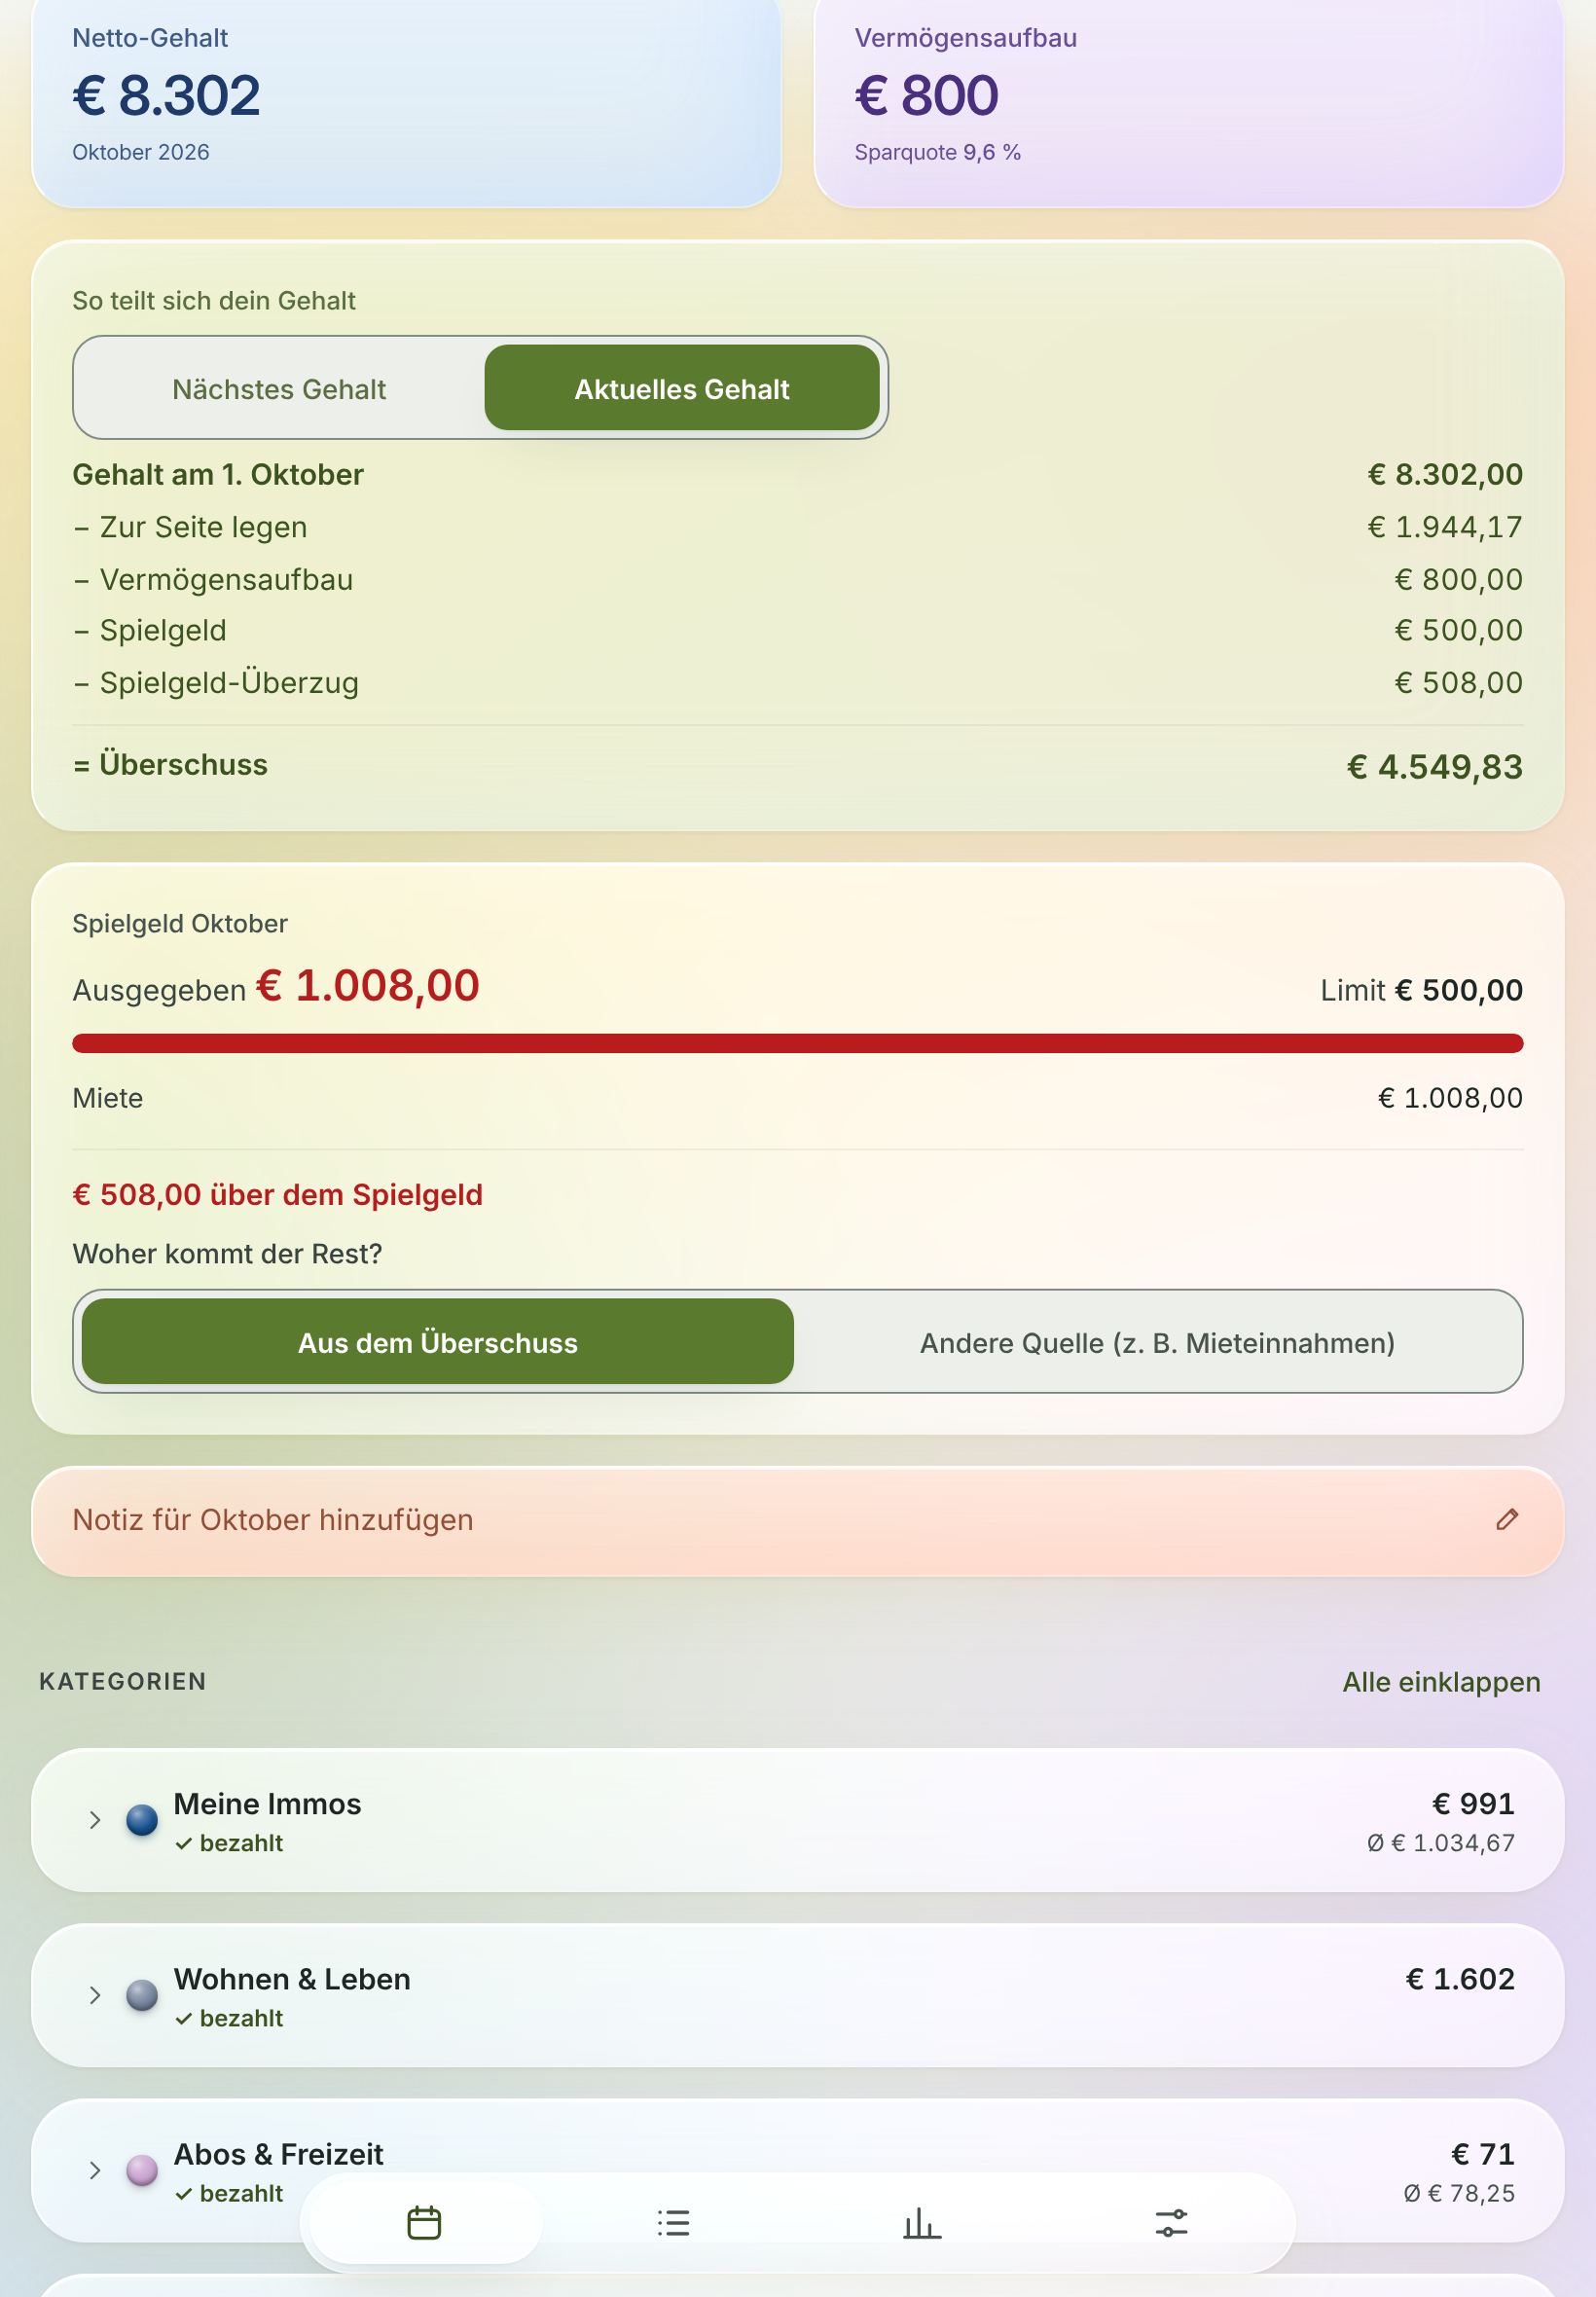 Netto-Gehalt
€ 8.302
Oktober 2026
Vermögensaufbau
€ 800
Sparquote 9,6 %
So teilt sich dein Gehalt
Nächstes Gehalt
Aktuelles Gehalt
Gehalt am 1. Oktober € 8.302,00
– Zur Seite legen € 1.944,17
– Vermögensaufbau € 800,00
– Spielgeld € 500,00
– Spielgeld-Überzug € 508,00
= Überschuss € 4.549,83
Spielgeld Oktober
Ausgegeben € 1.008,00 Limit € 500,00
Miete € 1.008,00
€ 508,00 über dem Spielgeld
Woher kommt der Rest?
Aus dem Überschuss
Andere Quelle (z. B. Mieteinnahmen)
Notiz für Oktober hinzufügen
KATEGORIEN Alle einklappen
Meine Immos € 991
✓ bezahlt Ø € 1.034,67
Wohnen & Leben € 1.602
✓ bezahlt
Abos & Freizeit € 71
✓ bezahlt Ø € 78,25